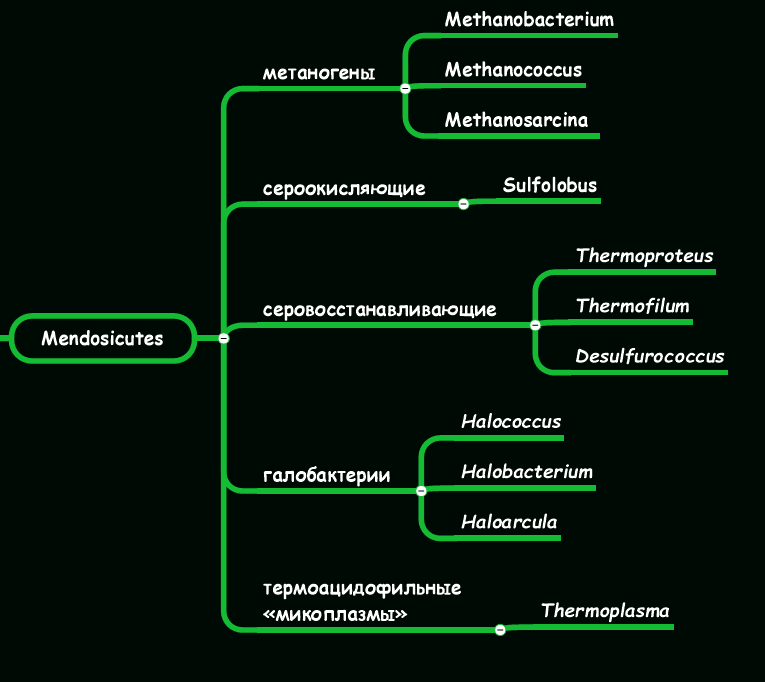 Mendosicutes
метаногены
Methanobacterium
Methanococcus
Methanosarcina
сероокисляющие
Sulfolobus
серовосстанавливающие
Thermoproteus
Thermofilum
Desulfurococcus
галобактерии
Halococcus
Halobacterium
Haloarcula
термоацидофильные
«микоплазмы»
Thermoplasma